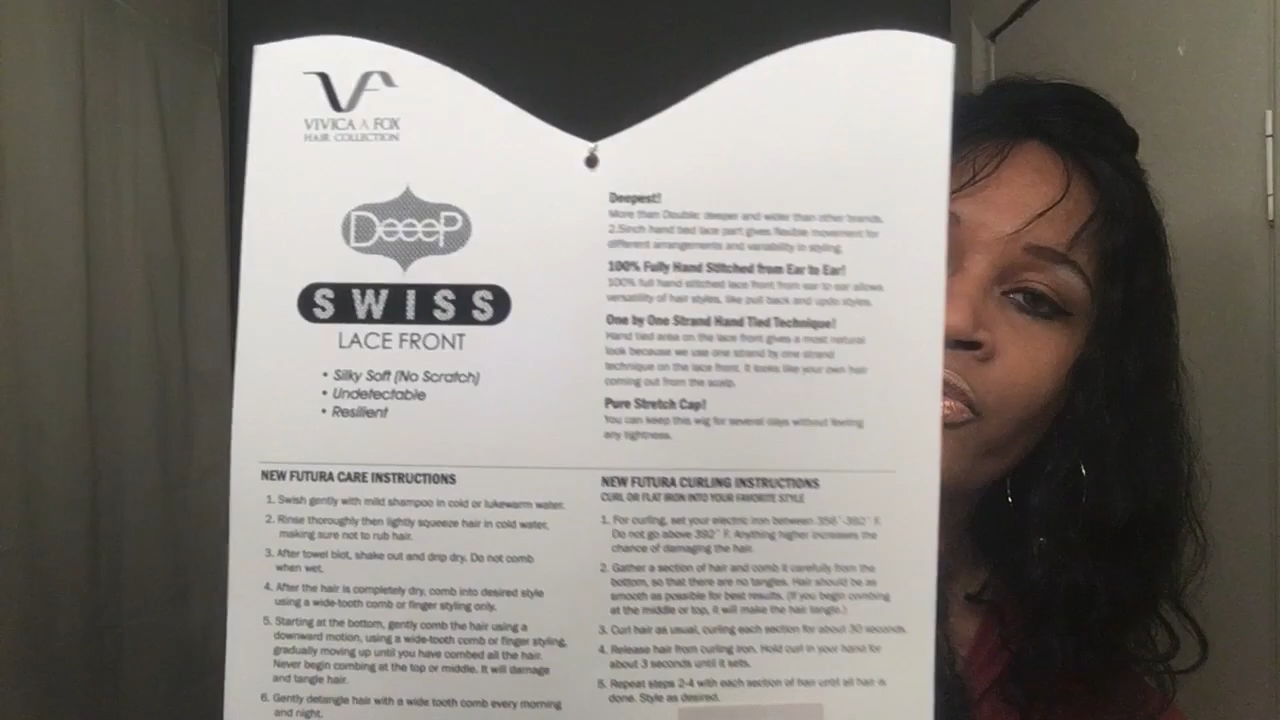 VIVICA A FOX
HAIR COLLECTION
DeeeP
SWISS
LACE FRONT
• Silky Soft (No Scratch)
• Undetectable
• Resilient
Deepest!
More than Double: deeper and wider than other brands.
2.5inch hand tied lace part gives flexible movement for
different arrangements and variability in styling.
100% Fully Hand Stitched from Ear to Ear!
100% full hand stitched lace front from ear to ear allows
versatility of hair styles, like pull back and updo styles.
One by One Strand Hand Tied Technique!
Hand tied area on the lace front gives a most natural
look because we use one strand by one strand
technique on the lace front. It looks like your own hair
coming out from the scalp.
Pure Stretch Cap!
You can keep this wig for several days without feeling
any tightness.
NEW FUTURA CARE INSTRUCTIONS
1. Swish gently with mild shampoo in cold or lukewarm water.
2. Rinse thoroughly then lightly squeeze hair in cold water,
making sure not to rub hair.
3. After towel blot, shake out and drip dry. Do not comb
when wet.
4. After the hair is completely dry, comb into desired style
using a wide-tooth comb or finger styling only.
5. Starting at the bottom, gently comb the hair using a
downward motion, using a wide-tooth comb or finger styling,
gradually moving up until you have combed all the hair.
Never begin combing at the top or middle. It will damage
and tangle hair.
6. Gently detangle hair with a wide tooth comb every morning
and night.
NEW FUTURA CURLING INSTRUCTIONS
CURL OR FLAT IRON INTO YOUR FAVORITE STYLE
1. For curling, set your electric iron between 356°-392° F.
Do not go above 392° F. Anything higher increases the
chance of damaging the hair.
2. Gather a section of hair and comb it carefully from the
bottom, so that there are no tangles. Hair should be as
smooth as possible for best results. (If you begin combing
at the middle or top, it will make the hair tangle.)
3. Curl hair as usual, curling each section for about 30 seconds.
4. Release hair from curling iron. Hold curl in your hand for
about 3 seconds until it sets.
5. Repeat steps 2-4 with each section of hair until all hair is
done. Style as desired.